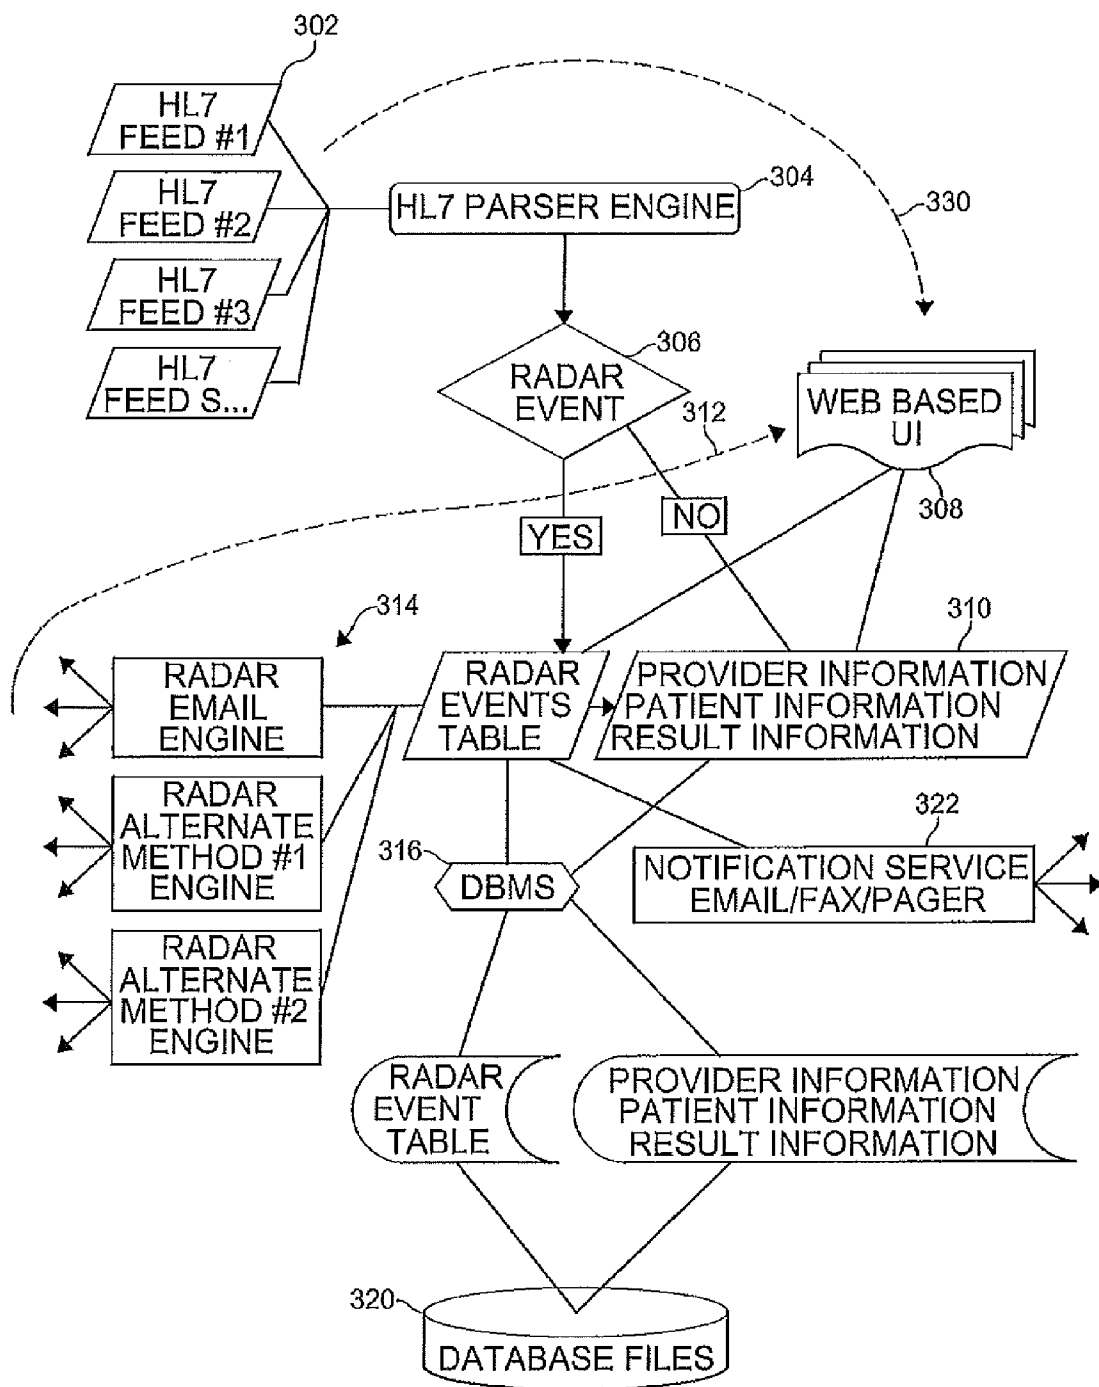 302
HL7
FEED #1
HL7
FEED #2
HL7
FEED #3
HL7
FEED S...
HL7 PARSER ENGINE
304
330
306
RADAR
EVENT
312
WEB BASED
UI
308
YES
NO
314
310
RADAR
EMAIL
ENGINE
RADAR
EVENTS
TABLE
PROVIDER INFORMATION
PATIENT INFORMATION
RESULT INFORMATION
RADAR
ALTERNATE
METHOD #1
ENGINE
316
DBMS
322
NOTIFICATION SERVICE
EMAIL/FAX/PAGER
RADAR
ALTERNATE
METHOD #2
ENGINE
RADAR
EVENT
TABLE
PROVIDER INFORMATION
PATIENT INFORMATION
RESULT INFORMATION
320
DATABASE FILES